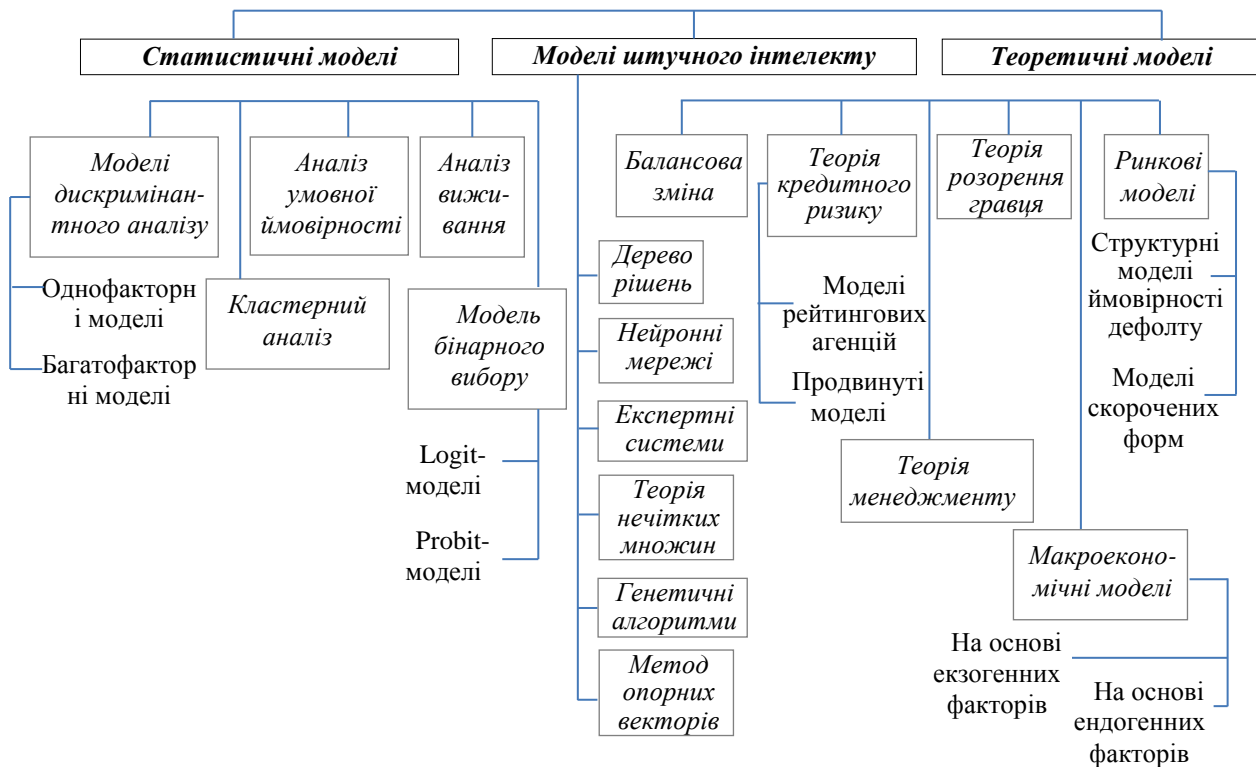 Статистичні моделі
Моделі штучного інтелекту
Теоретичні моделі
Моделі
дискримінан-
тного аналізу
Однофакторн
і моделі
Багатофактор
ні моделі
Кластерний
аналіз
Аналіз
умовної
ймовірності
Аналіз
вижи-
вання
Модель
бінарного
вибору
Logit-
моделі
Probit-
моделі
Дерево
рішень
Нейронні
мережі
Експертні
системи
Теорія
нечітких
множин
Генетичні
алгоритми
Метод
опорних
векторів
Балансова
зміна
Теорія
кредитного
ризику
Моделі
рейтингових
агенцій
Продвинуті
моделі
Теорія
менеджменту
Теорія
розорення
гравця
Макроеконо-
мічні моделі
На основі
екзогенних
факторів
На основі
ендогенних
факторів
Ринкові
моделі
Структурні
моделі
ймовірності
дефолту
Моделі
скорочених
форм